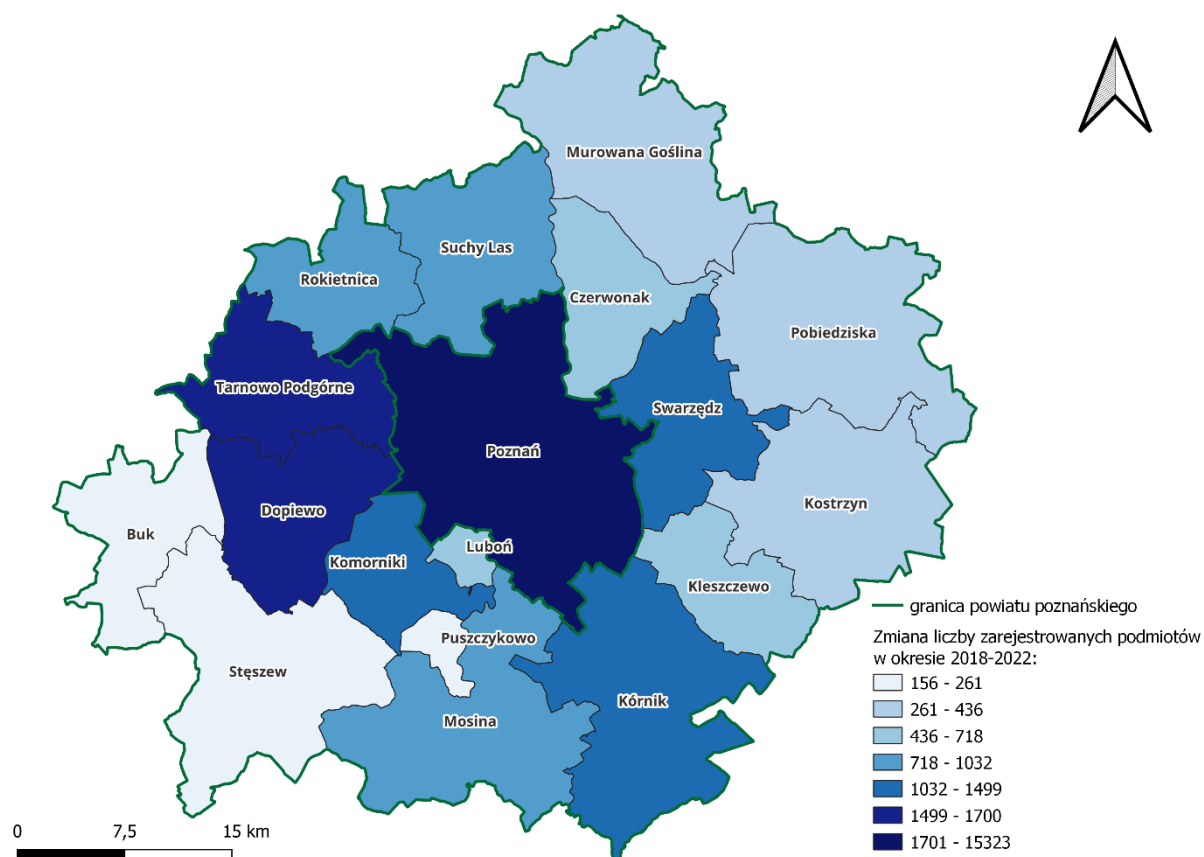 Murowana Goślina
Suchy Las
Rokietnica
Czerwonak
Pobiedziska
Tarnowo Podgórne
Swarzędz
Poznań
Kostrzyn
Dopiewo
Buk
Luboń
Komorniki
Kleszczewo
Puszczykowo
Stęszew
Kórnik
Mosina
granica powiatu poznańskiego
Zmiana liczby zarejestrowanych podmiotów
w okresie 2018-2022:
156 - 261
261 - 436
436 - 718
718 - 1032
1032 - 1499
1499 - 1700
1701 - 15323
0 7,5 15 km